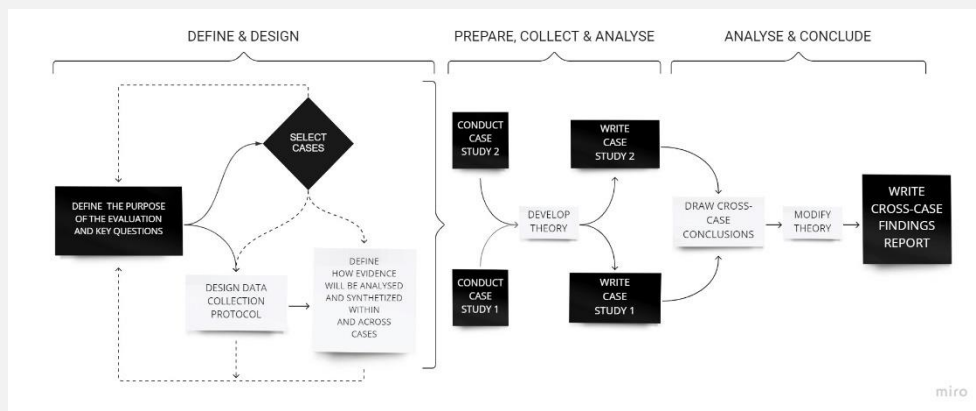 DEFINE & DESIGN
PREPARE, COLLECT & ANALYSE
ANALYSE & CONCLUDE
SELECT
CASES
DEFINE THE PURPOSE
OF THE EVALUATION
AND KEY QUESTIONS
DESIGN DATA
COLLECTION
PROTOCOL
DEFINE
HOW EVIDENCE
WILL BE ANALYSED
AND SYNTHETIZED
WITHIN
AND ACROSS
CASES
CONDUCT
CASE
STUDY 2
CONDUCT
CASE
STUDY 1
DEVELOP
THEORY
WRITE
CASE
STUDY 2
WRITE
CASE
STUDY 1
DRAW CROSS-
CASE
CONCLUSIONS
MODIFY
THEORY
WRITE
CROSS-CASE
FINDINGS
REPORT
miro